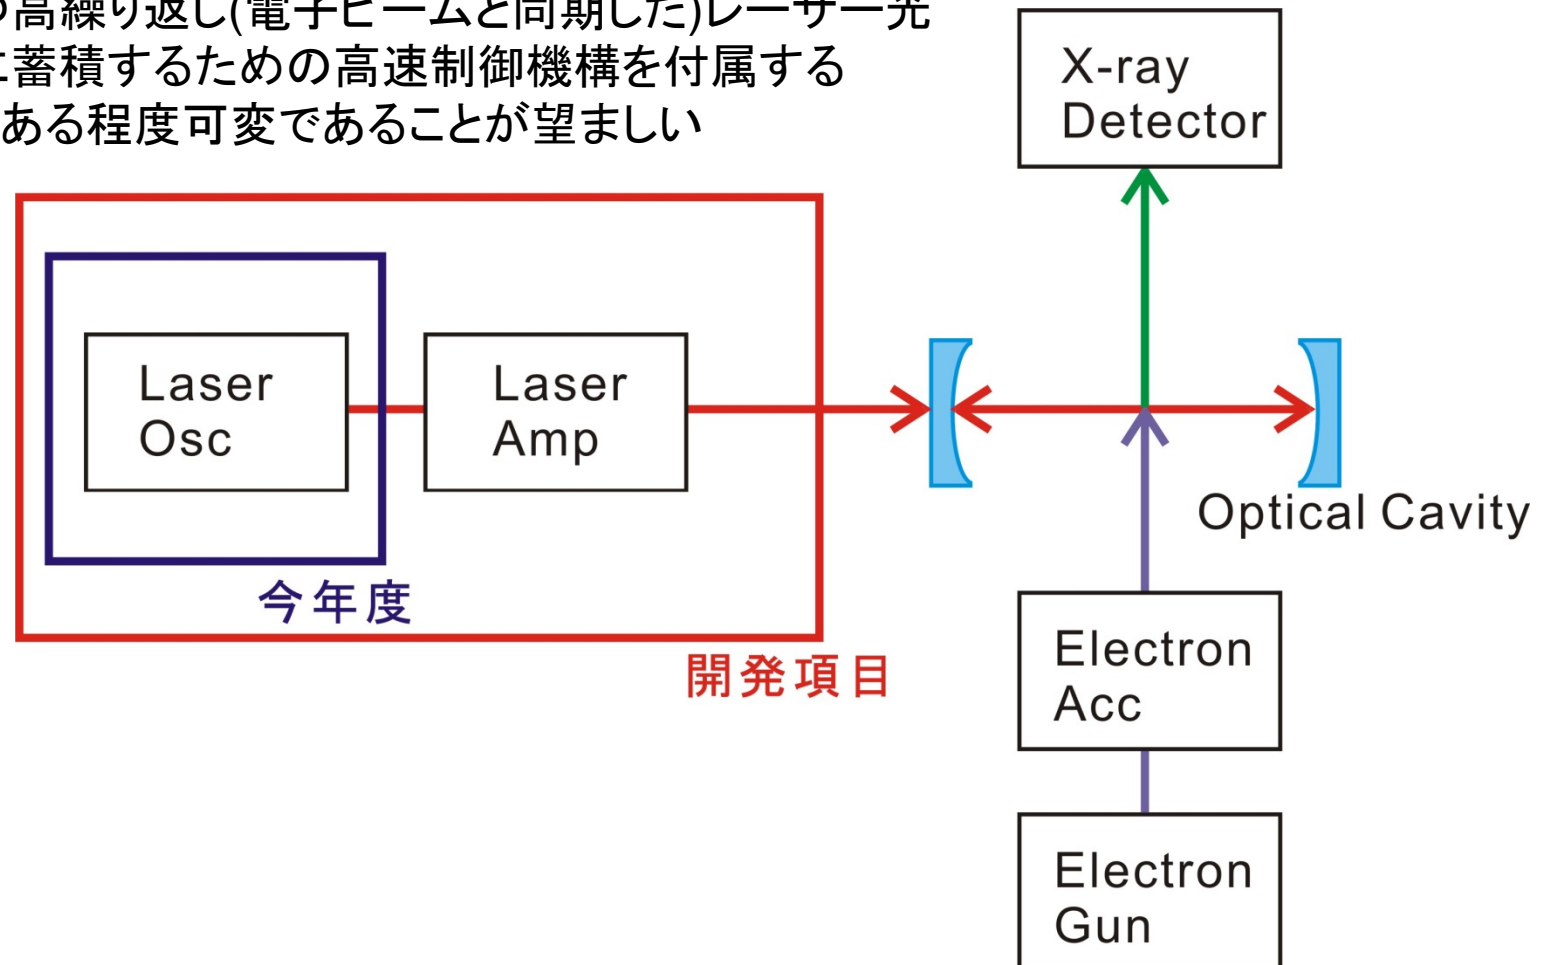 高繰り返し(電子ビームと同期した)レーザー光
蓄積するための高速制御機構を付属する
ある程度可変であることが望ましい
X-ray
Detector
Laser
Osc
Laser
Amp
Optical Cavity
今年度
開発項目
Electron
Acc
Electron
Gun